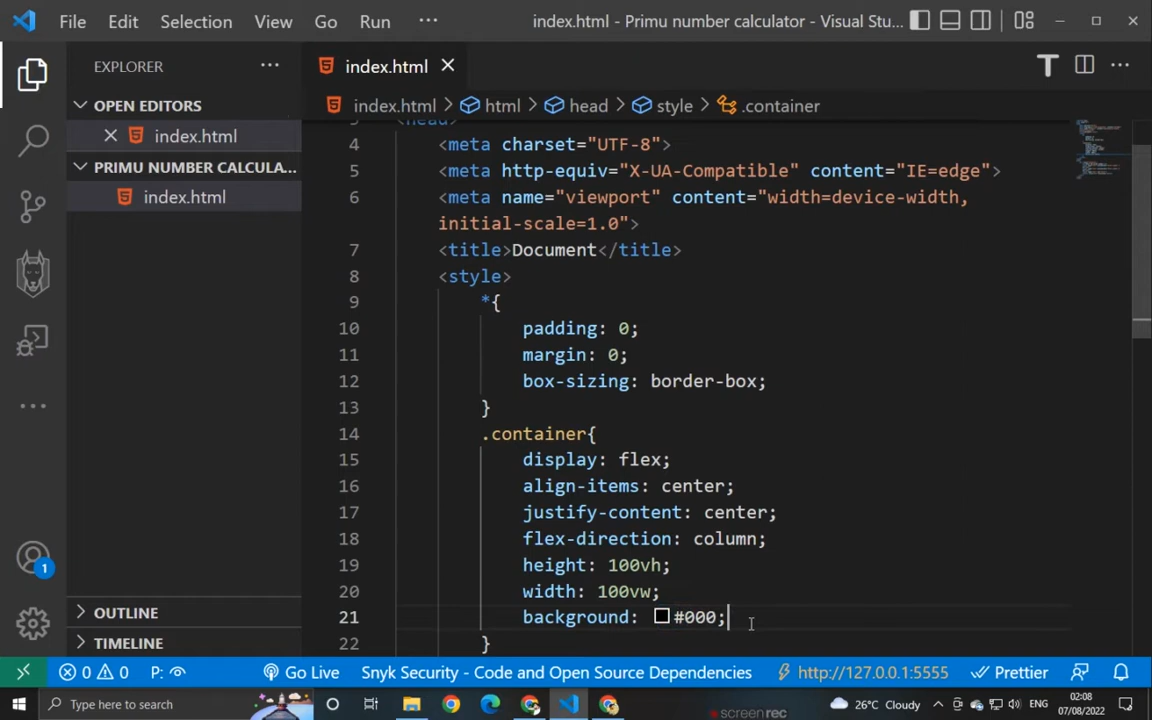 File Edit Selection View Go Run ··· index.html - Primu number calculator - Visual Stu...
EXPLORER ···
index.html
OPEN EDITORS
index.html
PRIMU NUMBER CALCULA...
index.html
index.html > html > head > style > .container
3 <head>
4 <meta charset="UTF-8">
5 <meta http-equiv="X-UA-Compatible" content="IE=edge">
6 <meta name="viewport" content="width=device-width,
initial-scale=1.0">
7 <title>Document</title>
8 <style>
9 *{
10 padding: 0;
11 margin: 0;
12 box-sizing: border-box;
13 }
14 .container{
15 display: flex;
16 align-items: center;
17 justify-content: center;
18 flex-direction: column;
19 height: 100vh;
20 width: 100vw;
21 background: #000;
22 }
1
OUTLINE
TIMELINE
0 0 P: Go Live Snyk Security - Code and Open Source Dependencies http://127.0.0.1:5555 Prettier
Type here to search
screenrec
26°C Cloudy ENG 02:08 07/08/2022